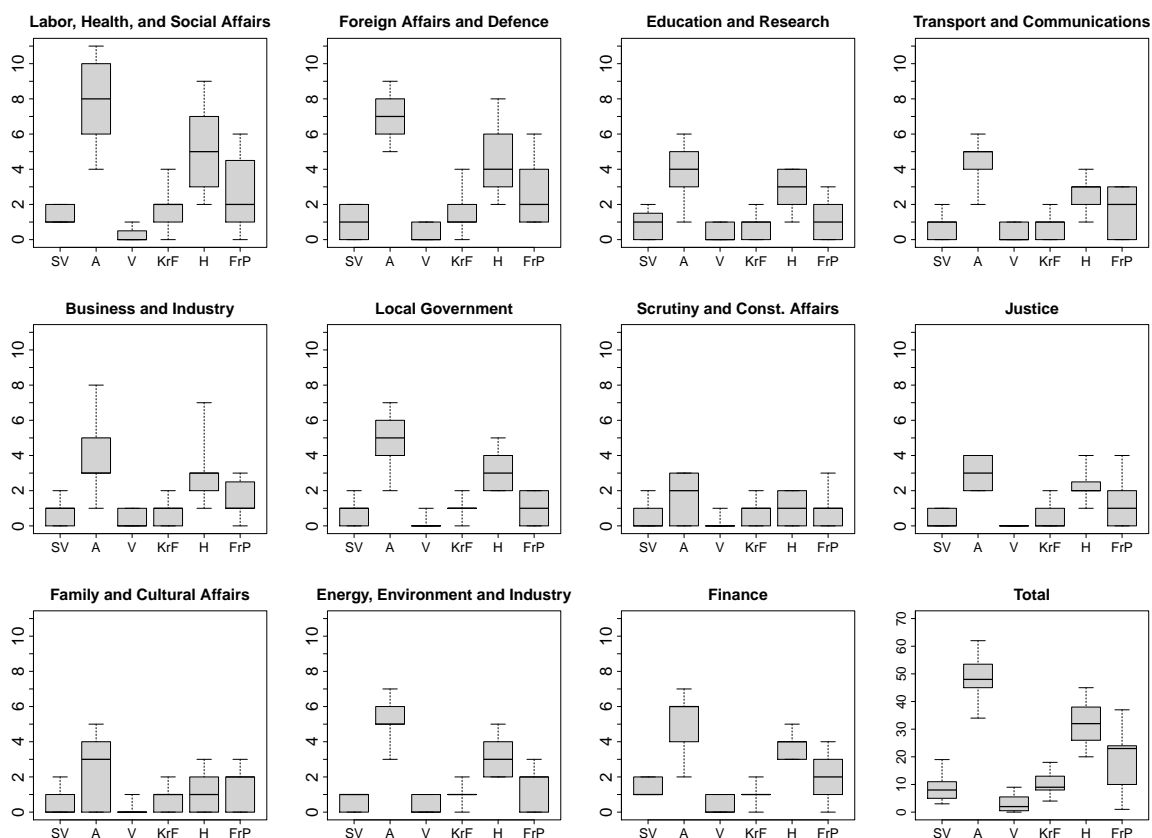 Labor, Health, and Social Affairs
Foreign Affairs and Defence
Education and Research
Transport and Communications
0 2 4 6 8 10
0 2 4 6 8 10
0 2 4 6 8 10
0 2 4 6 8 10
SV A V KrF H FrP
SV A V KrF H FrP
SV A V KrF H FrP
SV A V KrF H FrP
Business and Industry
Local Government
Scrutiny and Const. Affairs
Justice
0 2 4 6 8 10
0 2 4 6 8 10
0 2 4 6 8 10
0 2 4 6 8 10
SV A V KrF H FrP
SV A V KrF H FrP
SV A V KrF H FrP
SV A V KrF H FrP
Family and Cultural Affairs
Energy, Environment and Industry
Finance
Total
0 2 4 6 8 10
0 2 4 6 8 10
0 2 4 6 8 10
0 10 20 30 40 50 60 70
SV A V KrF H FrP
SV A V KrF H FrP
SV A V KrF H FrP
SV A V KrF H FrP